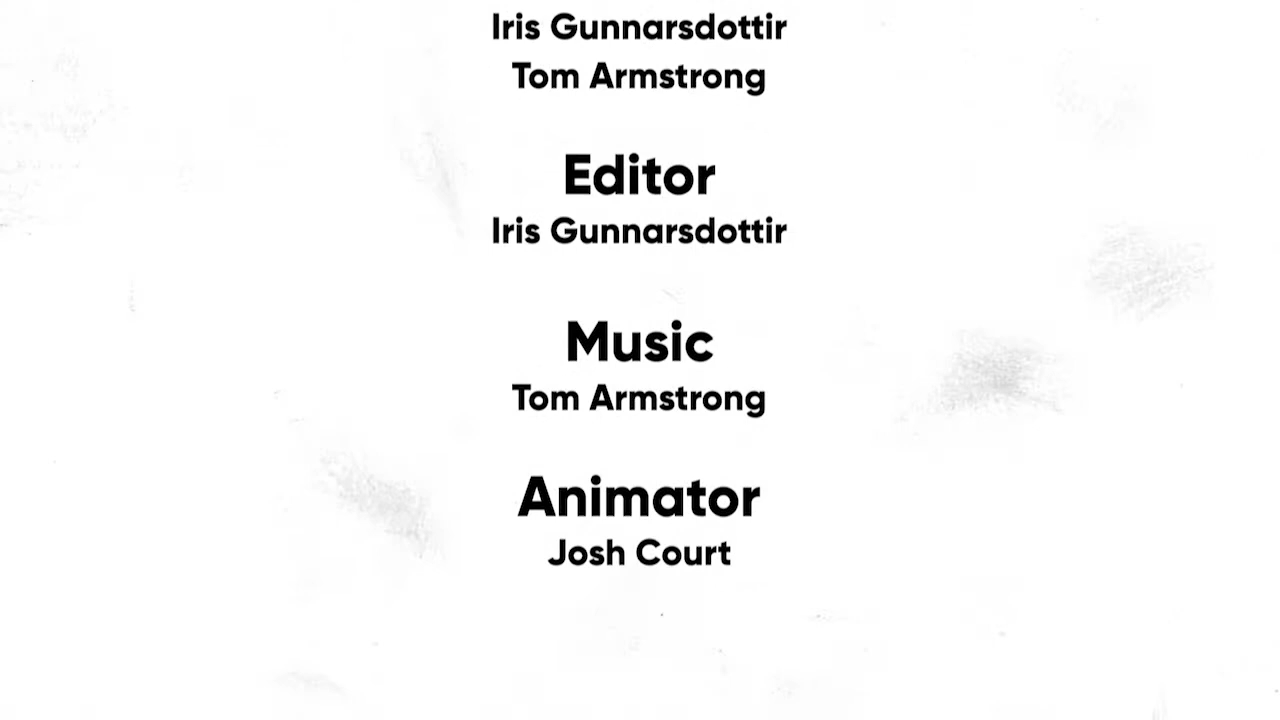 Iris Gunnarsdottir
Tom Armstrong
Editor
Iris Gunnarsdottir
Music
Tom Armstrong
Animator
Josh Court